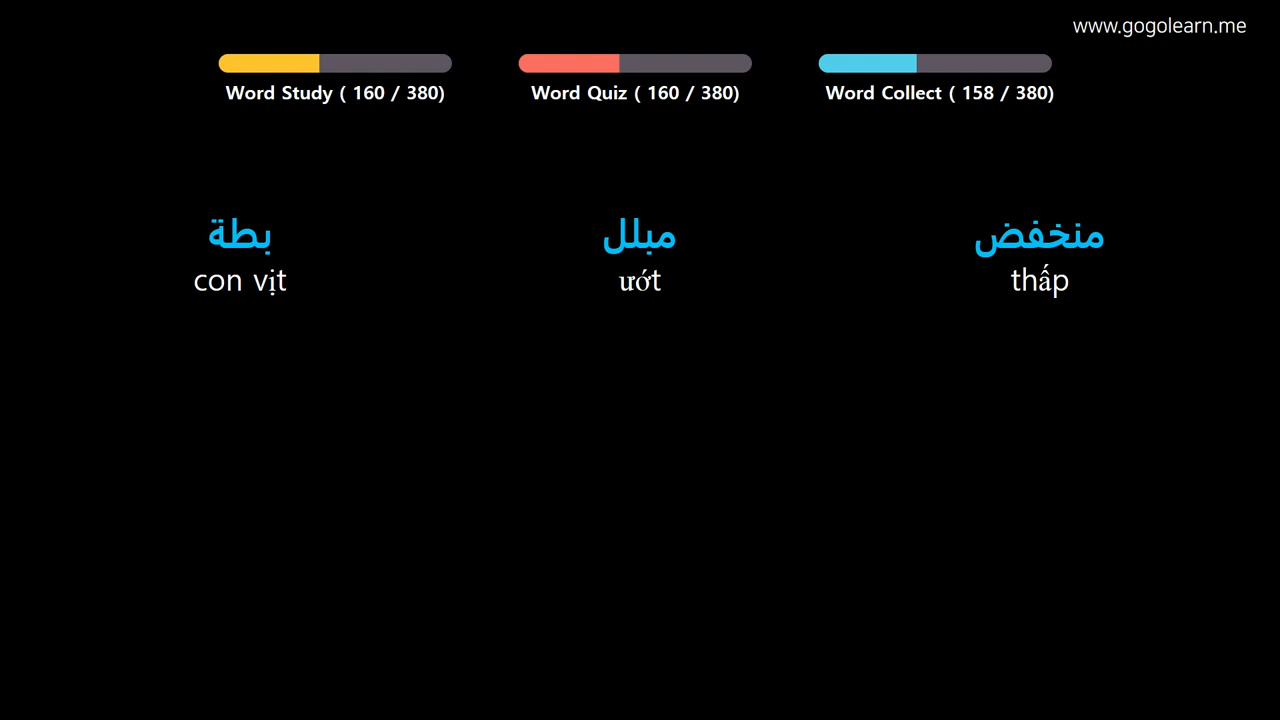 www.gogolearn.me
Word Study ( 160 / 380)
Word Quiz ( 160 / 380)
Word Collect ( 158 / 380)
بطة
con vịt
مبلل
ướt
منخفض
thấp